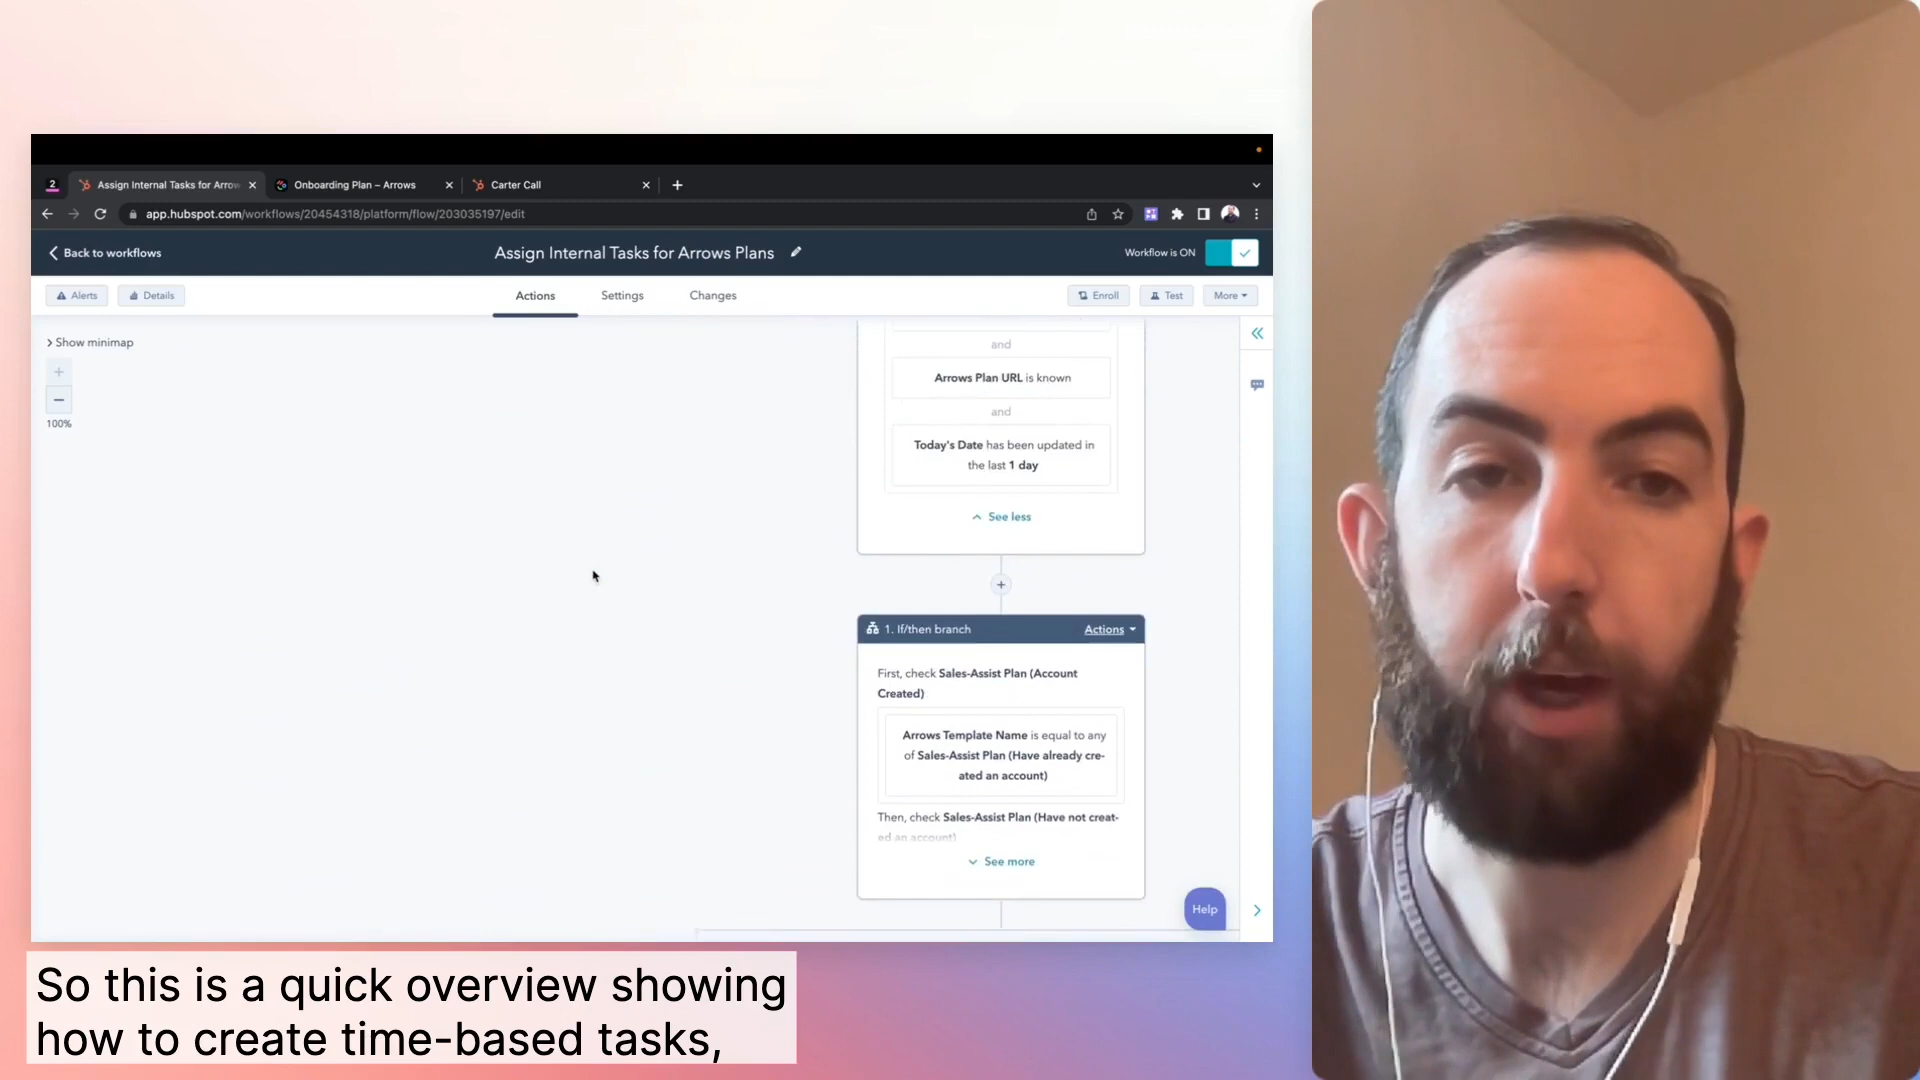 2
Assign Internal Tasks for Arrow
Onboarding Plan – Arrows
Carter Call
app.hubspot.com/workflows/20454318/platform/flow/203035197/edit
Back to workflows
Assign Internal Tasks for Arrows Plans
Workflow is ON
Alerts
Details
Actions
Settings
Changes
Enroll
Test
More
Show minimap
100%
and
Arrows Plan URL is known
and
Today's Date has been updated in
the last 1 day
See less
1. If/then branch
Actions
First, check Sales-Assist Plan (Account
Created)
Arrows Template Name is equal to any
of Sales-Assist Plan (Have already cre-
ated an account)
Then, check Sales-Assist Plan (Have not creat-
ed an account)
See more
Help
So this is a quick overview showing
how to create time-based tasks,